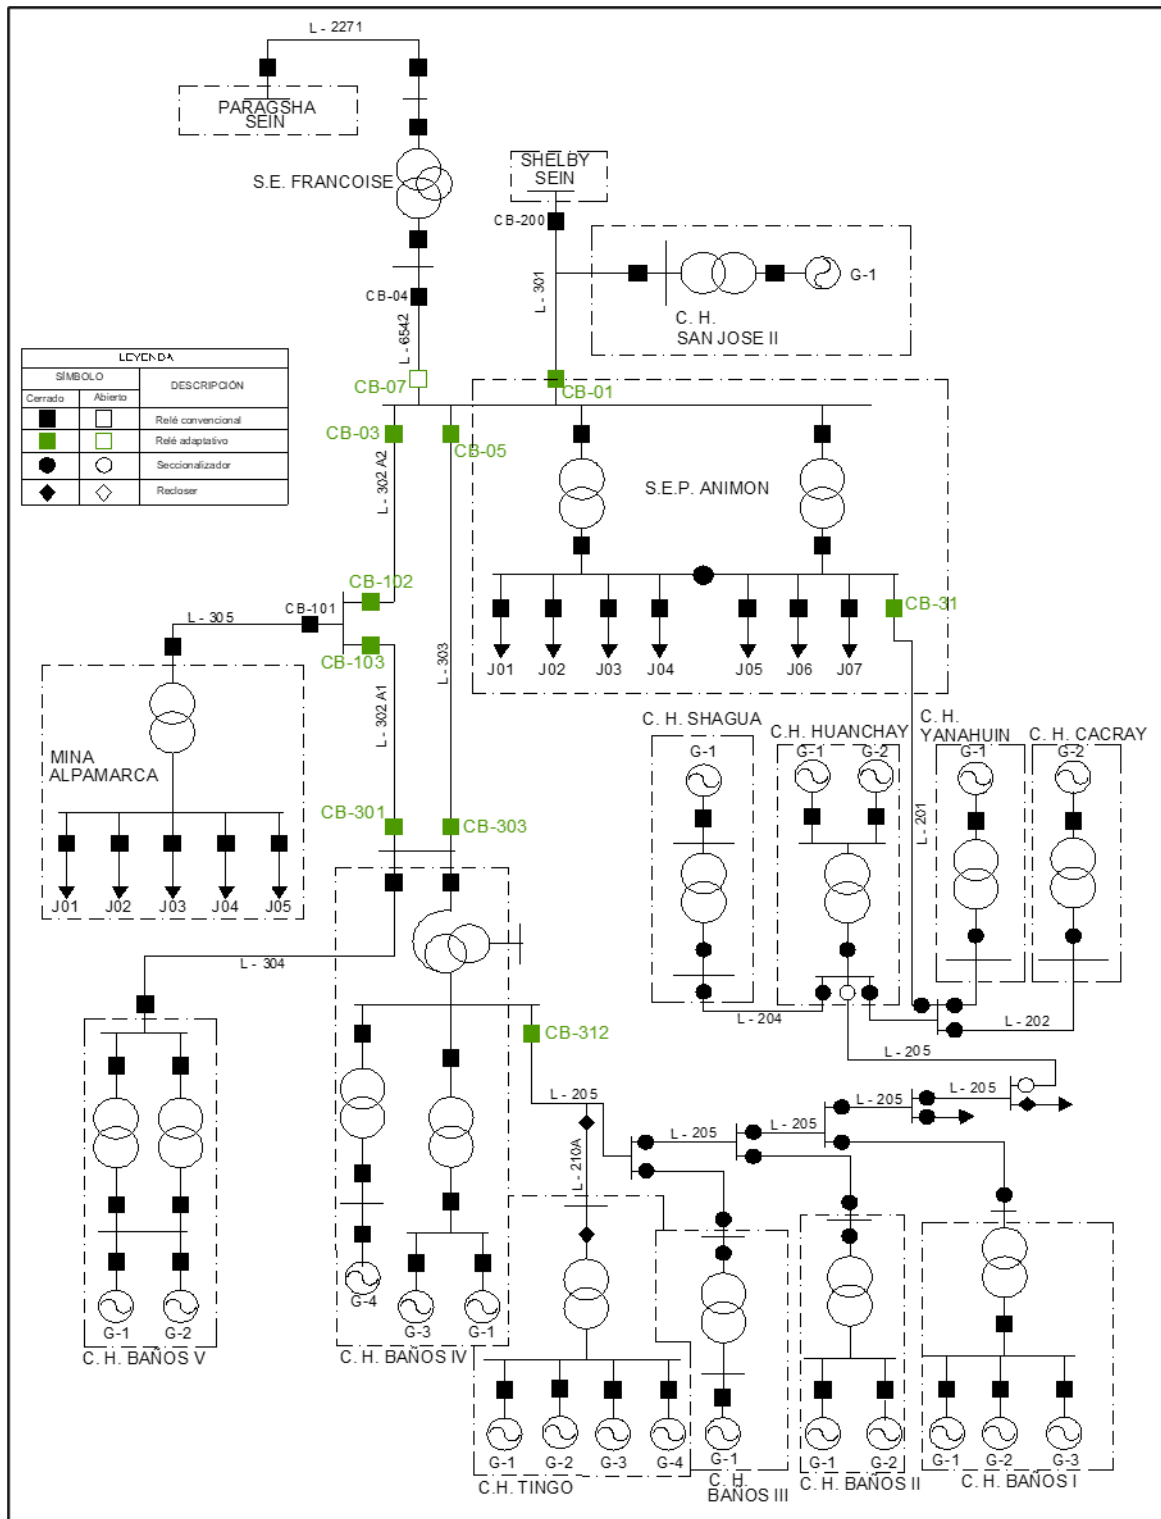 L - 2271
PARAGSHA
SEIN
S.E. FRANCOISE
SHELBY
SEIN
CB-200
L - 301
G-1
C. H.
SAN JOSE II
CB-04
L - 6542
LEYENDA
SÍMBOLO
DESCRIPCIÓN
Cerrado
Abierto
Relé convencional
Relé adaptativo
Seccionalizador
Recloser
CB-07
CB-01
CB-03
CB-05
L - 302 A2
S.E.P. ANIMON
CB-102
CB-101
L - 305
CB-103
CB-31
L - 303
L - 302 A1
J01
J02
J03
J04
J05
J06
J07
MINA
ALPAMARCA
J01
J02
J03
J04
J05
C. H. SHAGUA
G-1
C.H. HUANCHAY
G-1
G-2
C. H.
YANAHUIN
G-1
C. H. CACRAY
G-2
L - 201
CB-301
CB-303
L - 304
L - 204
L - 202
L - 205
CB-312
L - 205
L - 205
L - 205
L - 205
L - 205
L - 210A
G-1
G-2
C. H. BAÑOS V
G-4
G-3
G-1
C. H. BAÑOS IV
G-1
G-2
G-3
G-4
C.H. TINGO
G-1
C. H.
BAÑOS III
G-1
G-2
C. H. BAÑOS II
G-1
G-2
G-3
C. H. BAÑOS I